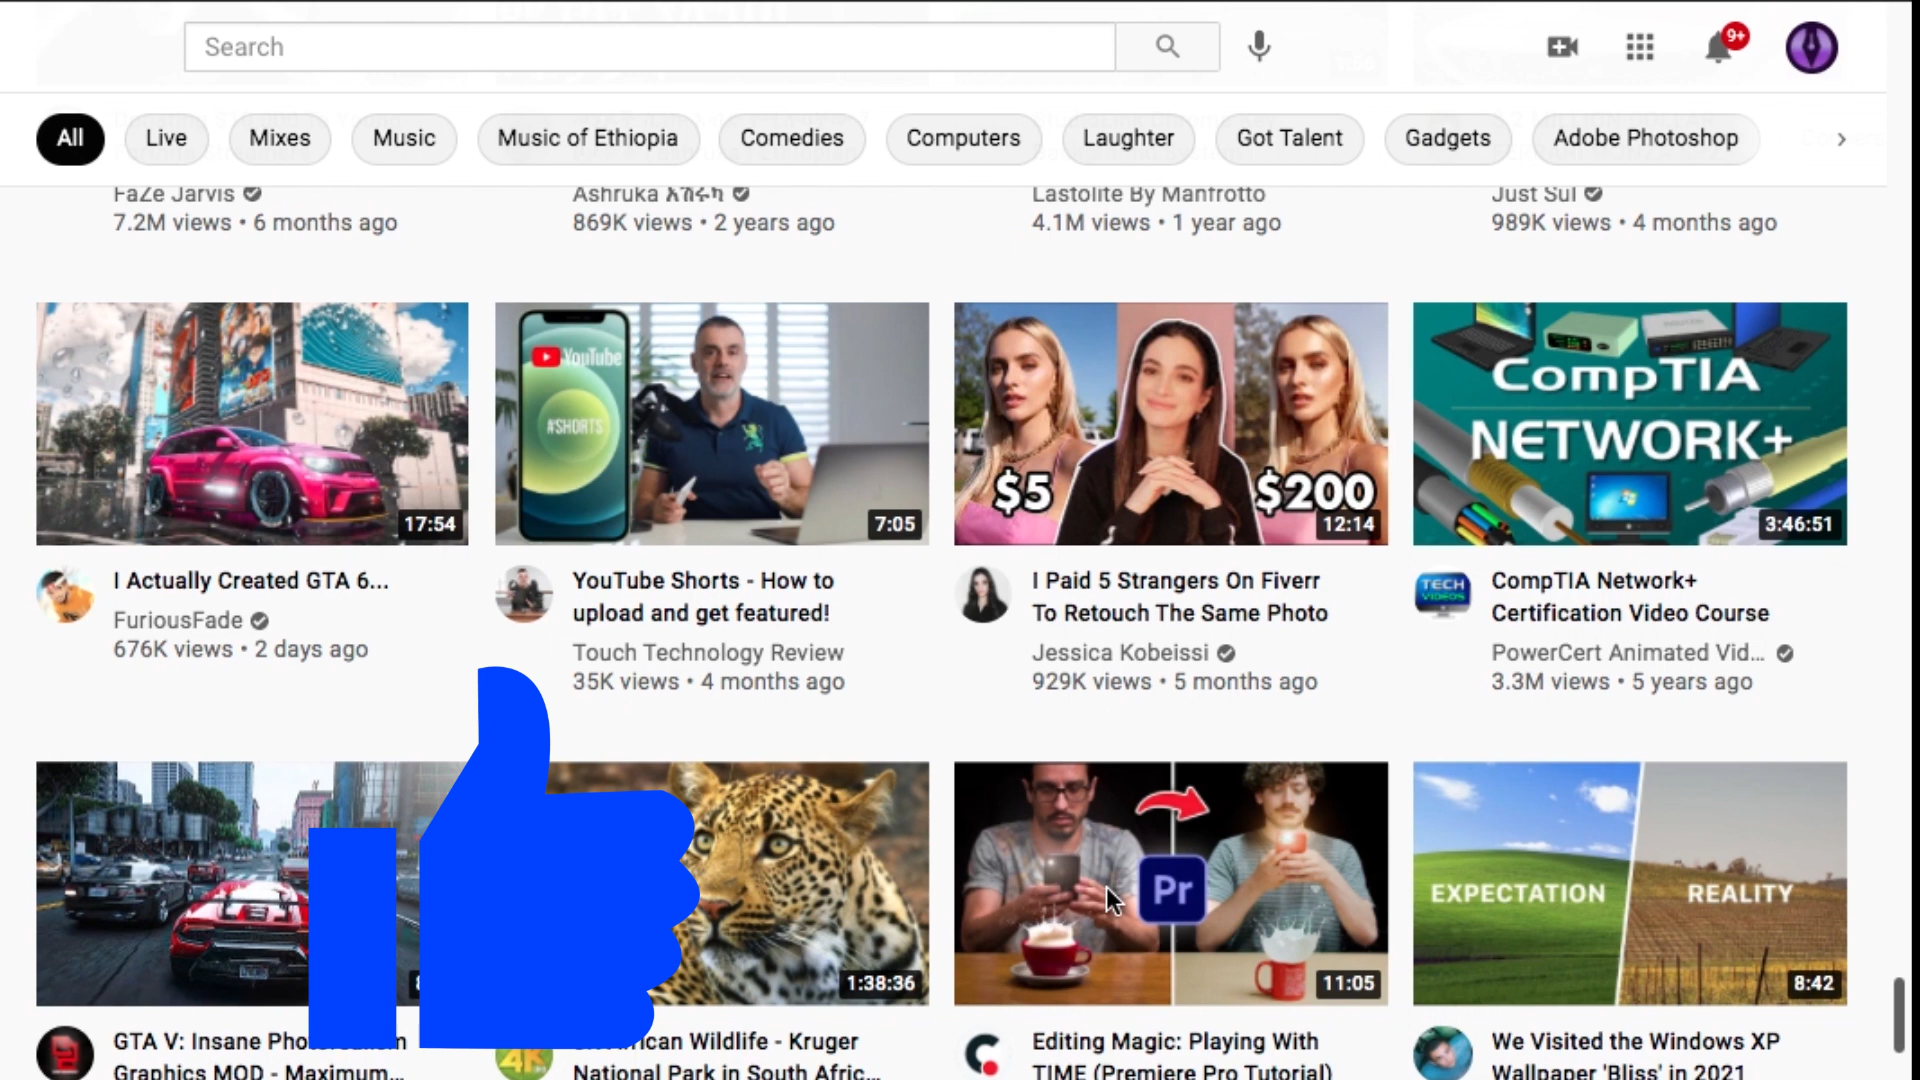 Search
9+
All
Live
Mixes
Music
Music of Ethiopia
Comedies
Computers
Laughter
Got Talent
Gadgets
Adobe Photoshop
FaZe Jarvis
7.2M views • 6 months ago
Ashruka አሽሩካ
869K views • 2 years ago
Lastolite By Manfrotto
4.1M views • 1 year ago
Just Sul
989K views • 4 months ago
17:54
I Actually Created GTA 6...
FuriousFade
676K views • 2 days ago
YouTube
#SHORTS
7:05
YouTube Shorts - How to
upload and get featured!
Touch Technology Review
35K views • 4 months ago
$5
$200
12:14
I Paid 5 Strangers On Fiverr
To Retouch The Same Photo
Jessica Kobeissi
929K views • 5 months ago
CompTIA
NETWORK+
3:46:51
TECH
VIDEOS
CompTIA Network+
Certification Video Course
PowerCert Animated Vid...
3.3M views • 5 years ago
GTA V: Insane
Graphics MOD - Maximum...
1:38:36
4K
Wildlife - Kruger
National Park in South Afric...
Pr
11:05
Editing Magic: Playing With
TIME (Premiere Pro Tutorial)
EXPECTATION
REALITY
8:42
We Visited the Windows XP
Wallpaper 'Bliss' in 2021